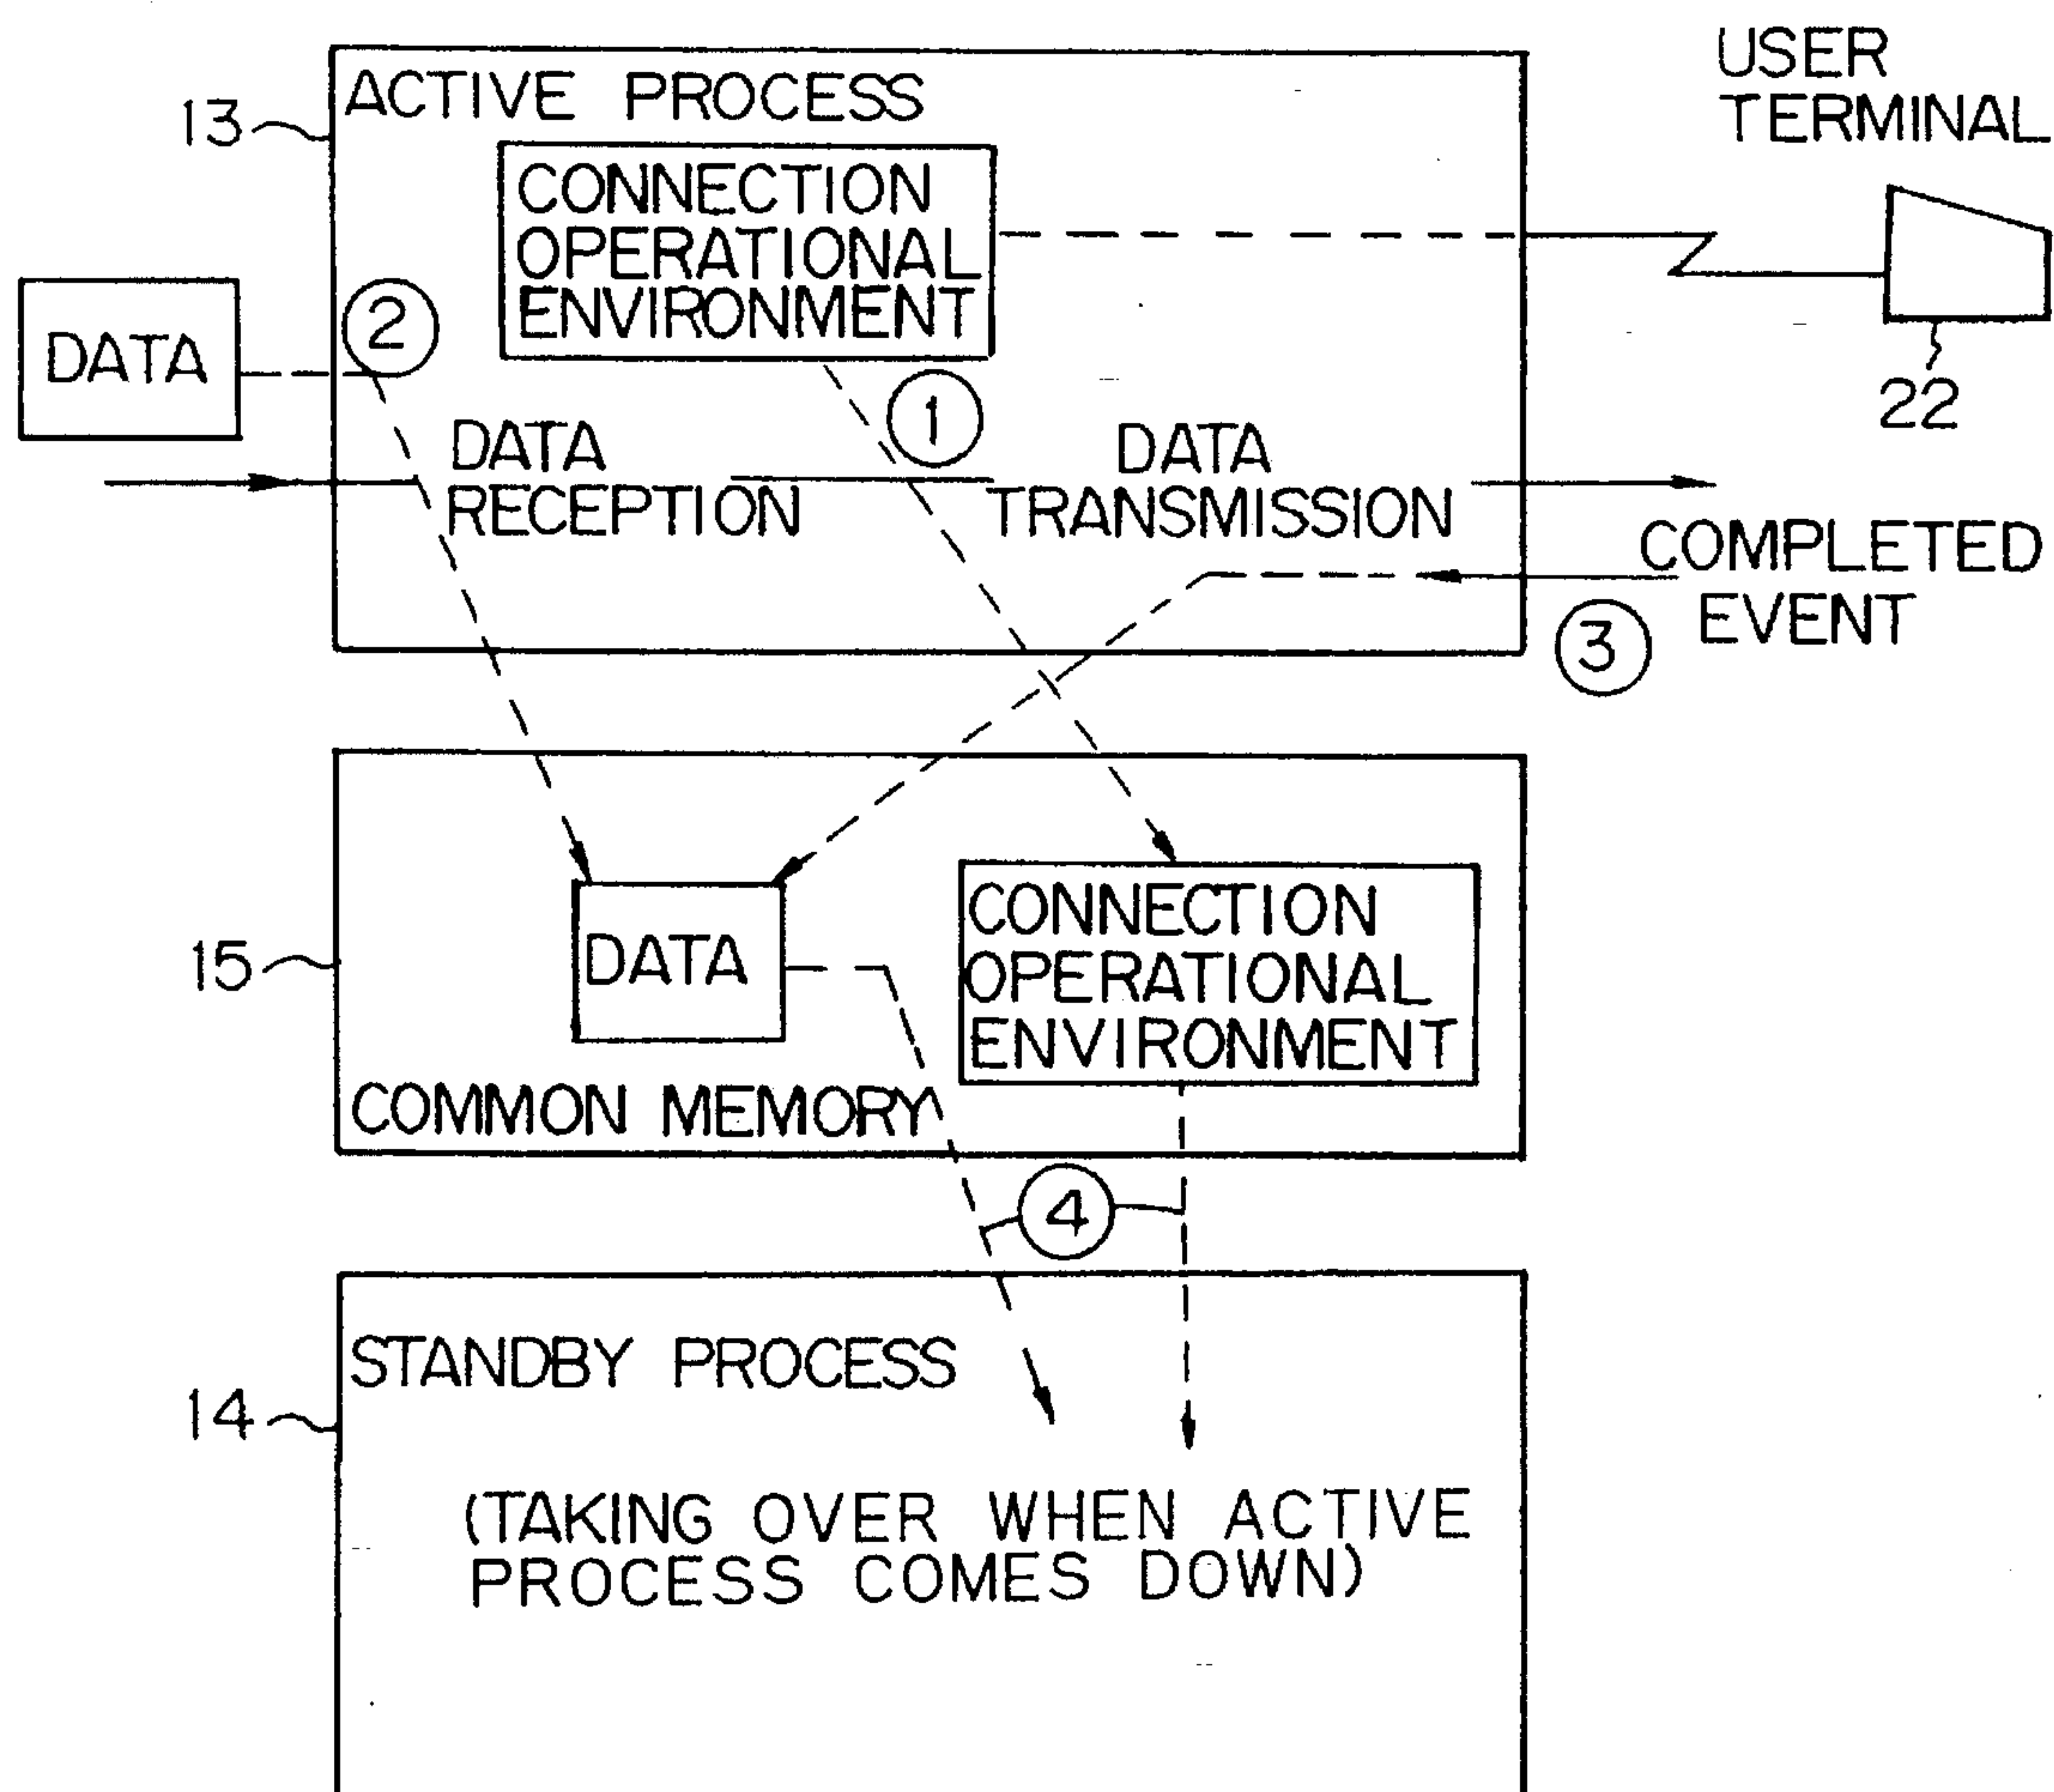 USER
TERMINAL
ACTIVE PROCESS
13
CONNECTION
OPERATIONAL
ENVIRONMENT
DATA
2
22
1
DATA
RECEPTION
DATA
TRANSMISSION
COMPLETED
EVENT
3
15
DATA
CONNECTION
OPERATIONAL
ENVIRONMENT
COMMON MEMORY
4
STANDBY PROCESS
14
(TAKING OVER WHEN ACTIVE
PROCESS COMES DOWN)